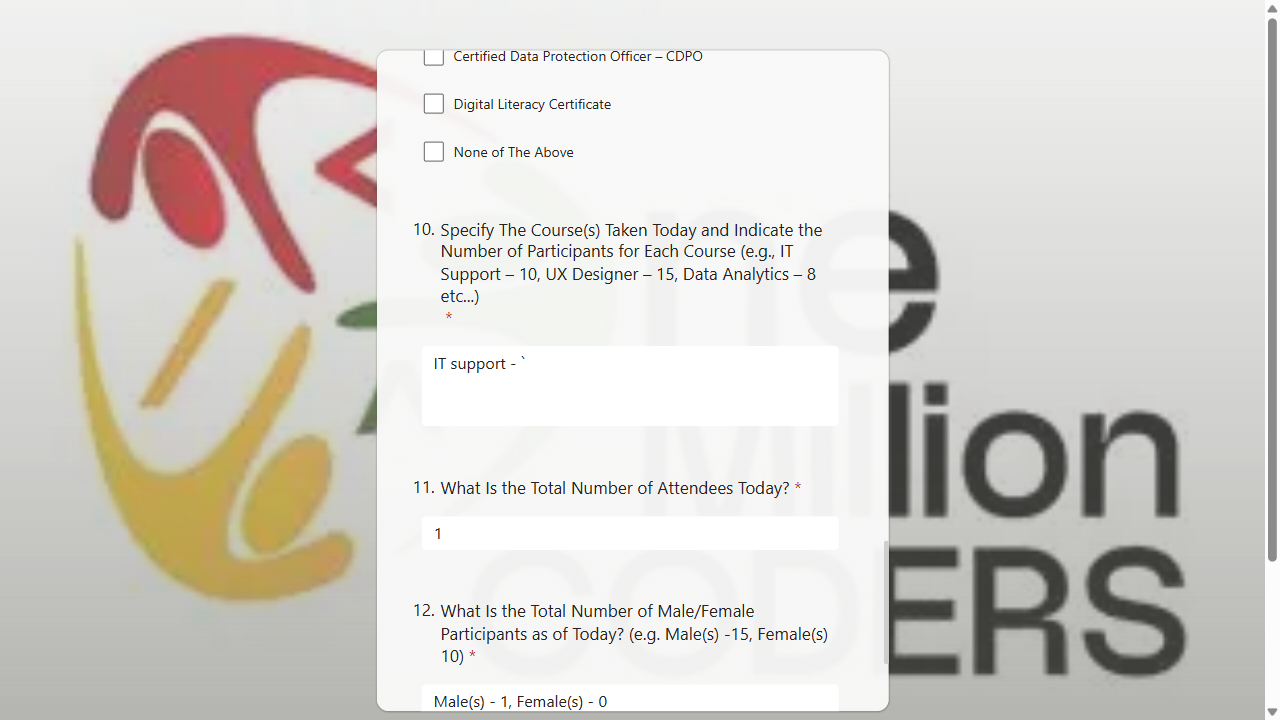 Certified Data Protection Officer – CDPO
Digital Literacy Certificate
None of The Above
10. Specify The Course(s) Taken Today and Indicate the
Number of Participants for Each Course (e.g., IT
Support – 10, UX Designer – 15, Data Analytics – 8
etc...)
*
IT support - `
11. What Is the Total Number of Attendees Today? *
1
12. What Is the Total Number of Male/Female
Participants as of Today? (e.g. Male(s) -15, Female(s)
10) *
Male(s) - 1, Female(s) - 0
ne
Million
CODERS